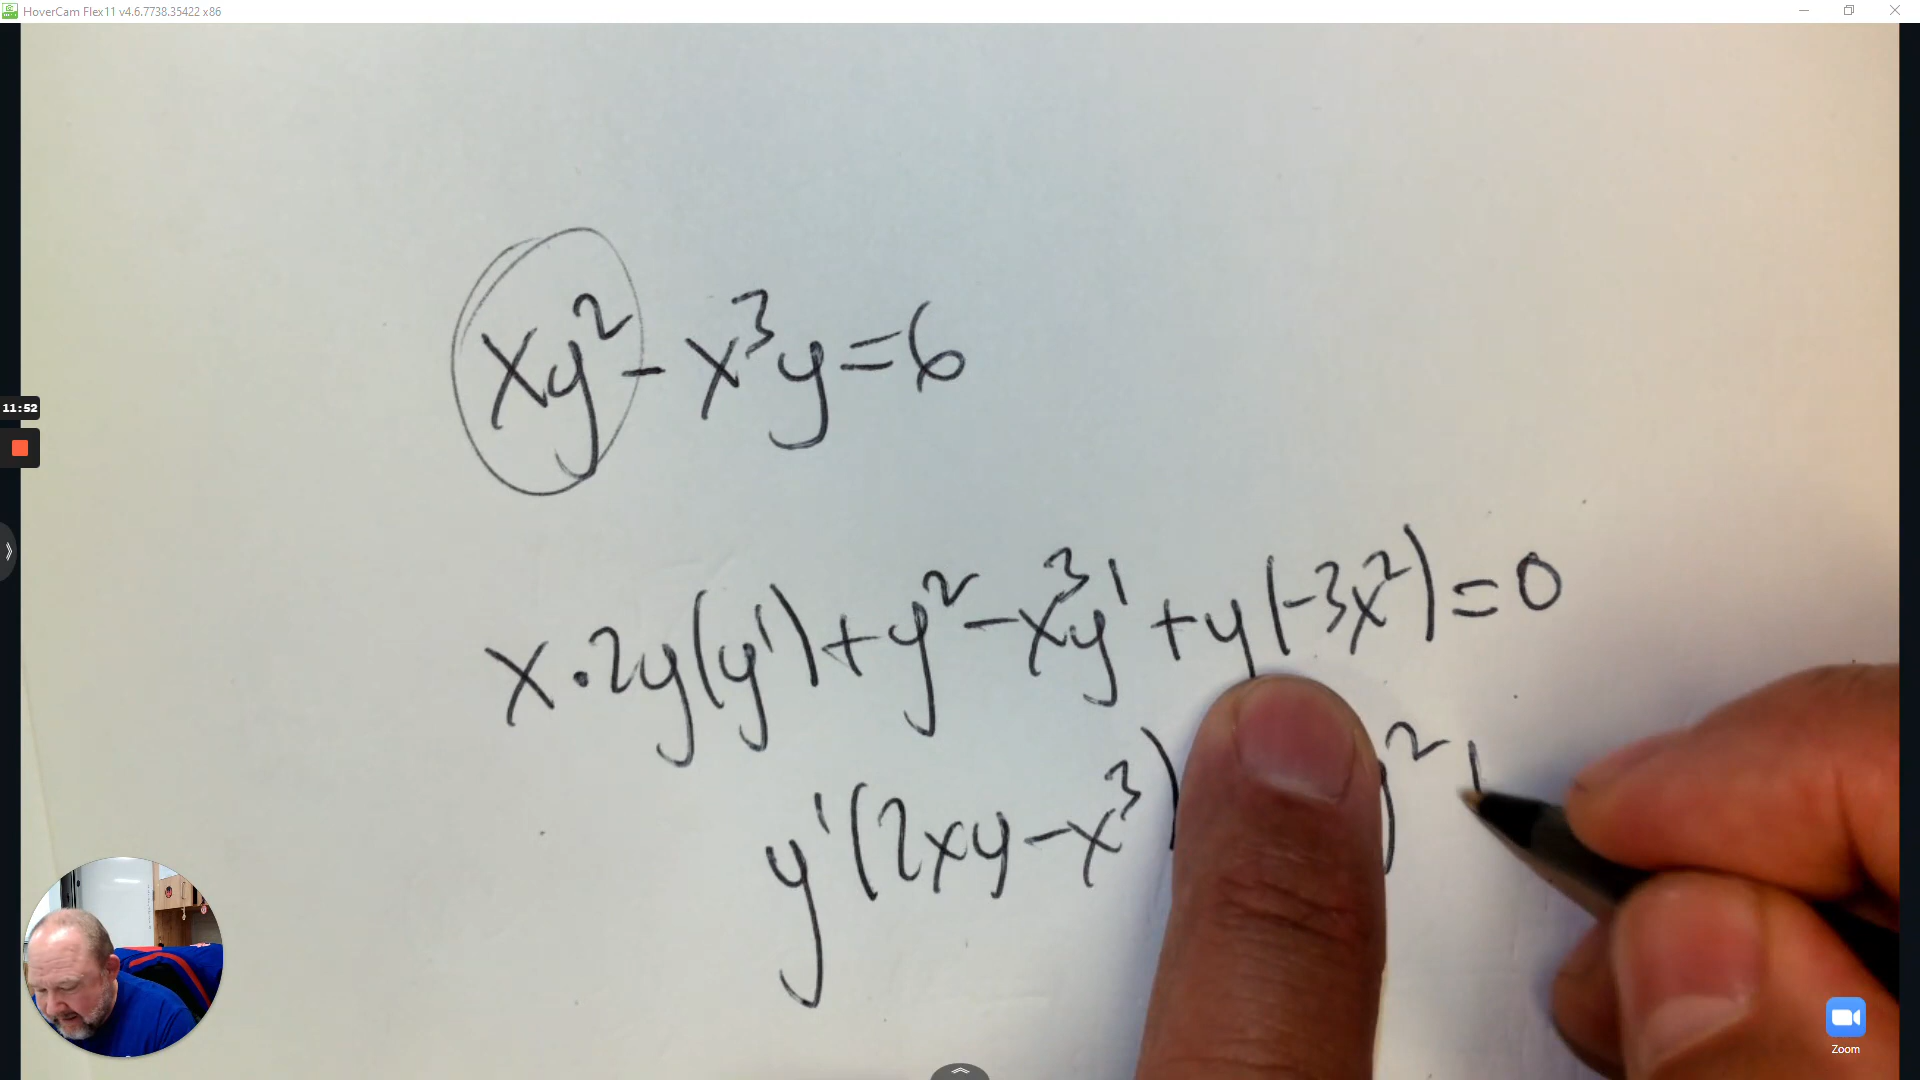 HoverCam Flex11 v4.6.7738.35422 x86
xy² - x³y = 6
11:52
x · 2y(y') + y² - x³y' + y(-3x²) = 0
y'(2xy - x³) y²
Zoom